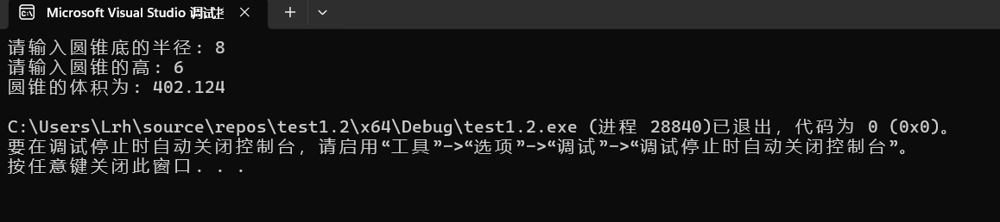 Microsoft Visual Studio 调试控
请输入圆锥底的半径：8
请输入圆锥的高：6
圆锥的体积为：402.124
C:\Users\Lrh\source\repos\test1.2\x64\Debug\test1.2.exe (进程 28840)已退出，代码为 0 (0x0)。
要在调试停止时自动关闭控制台，请启用“工具”->“选项”->“调试”->“调试停止时自动关闭控制台”。
按任意键关闭此窗口. . .